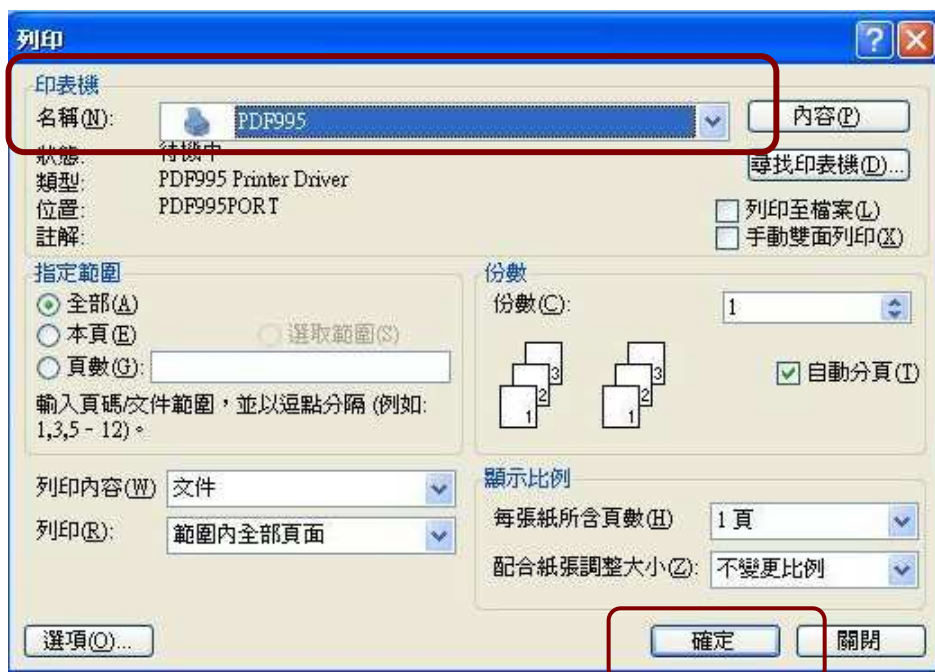 列印
印表機
名稱(N): PDF995 內容(P)
狀態: 待機中 尋找印表機(D)...
類型: PDF995 Printer Driver
位置: PDF995PORT 列印至檔案(L)
註解: 手動雙面列印(X)
指定範圍
全部(A)
本頁(E) 選取範圍(S)
頁數(G):
輸入頁碼/文件範圍,並以逗點分隔 (例如:
1,3,5 - 12)。
份數
份數(C): 1
3 3
2 2
1 1
自動分頁(T)
列印內容(W) 文件
列印(R): 範圍內全部頁面
顯示比例
每張紙所含頁數(H) 1 頁
配合紙張調整大小(Z): 不變更比例
選項(O)... 確定 關閉